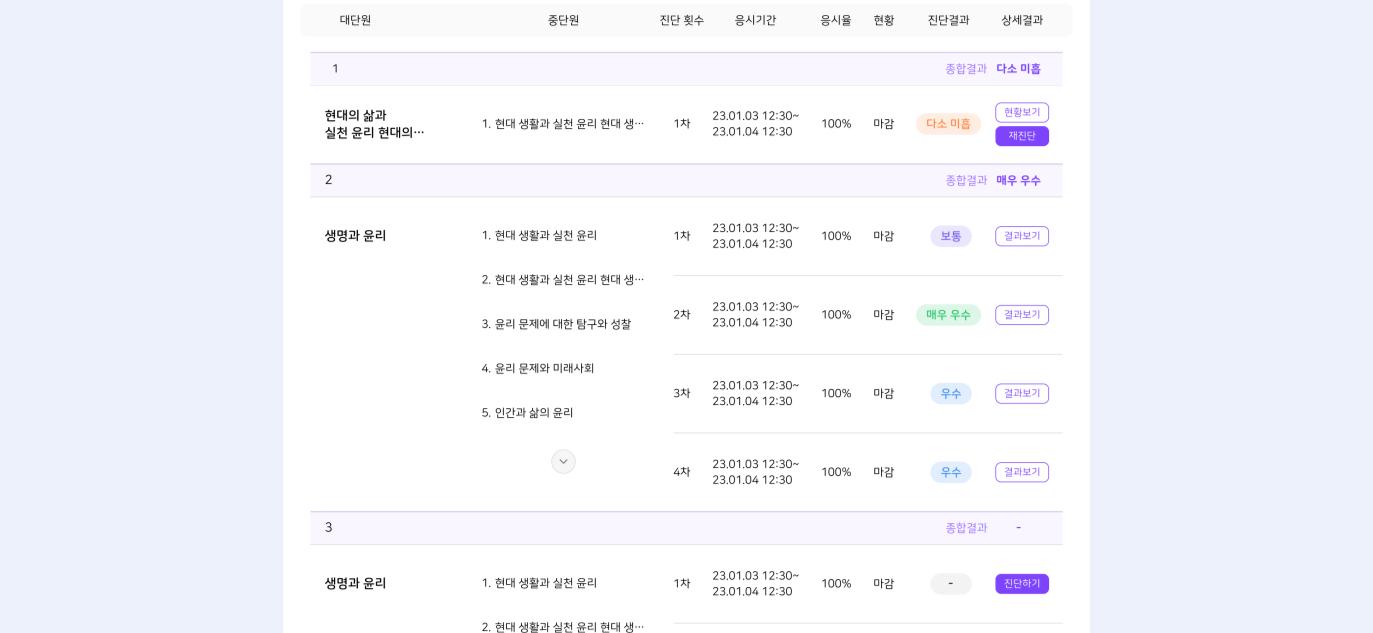 대단원 중단원 진단 횟수 응시기간 응시율 현황 진단결과 상세결과
1 종합결과 다소 미흡
현대의 삶과
실천 윤리 현대의…
1. 현대 생활과 실천 윤리 현대 생…
1차
23.01.03 12:30~
23.01.04 12:30
100% 마감 다소 미흡
현황보기
재진단
2 종합결과 매우 우수
생명과 윤리
1. 현대 생활과 실천 윤리
2. 현대 생활과 실천 윤리 현대 생…
3. 윤리 문제에 대한 탐구와 성찰
4. 윤리 문제와 미래사회
5. 인간과 삶의 윤리
1차
23.01.03 12:30~
23.01.04 12:30
100% 마감 보통 결과보기
2차
23.01.03 12:30~
23.01.04 12:30
100% 마감 매우 우수 결과보기
3차
23.01.03 12:30~
23.01.04 12:30
100% 마감 우수 결과보기
4차
23.01.03 12:30~
23.01.04 12:30
100% 마감 우수 결과보기
3 종합결과 -
생명과 윤리
1. 현대 생활과 실천 윤리
2. 현대 생활과 실천 윤리 현대 생…
1차
23.01.03 12:30~
23.01.04 12:30
100% 마감 - 진단하기